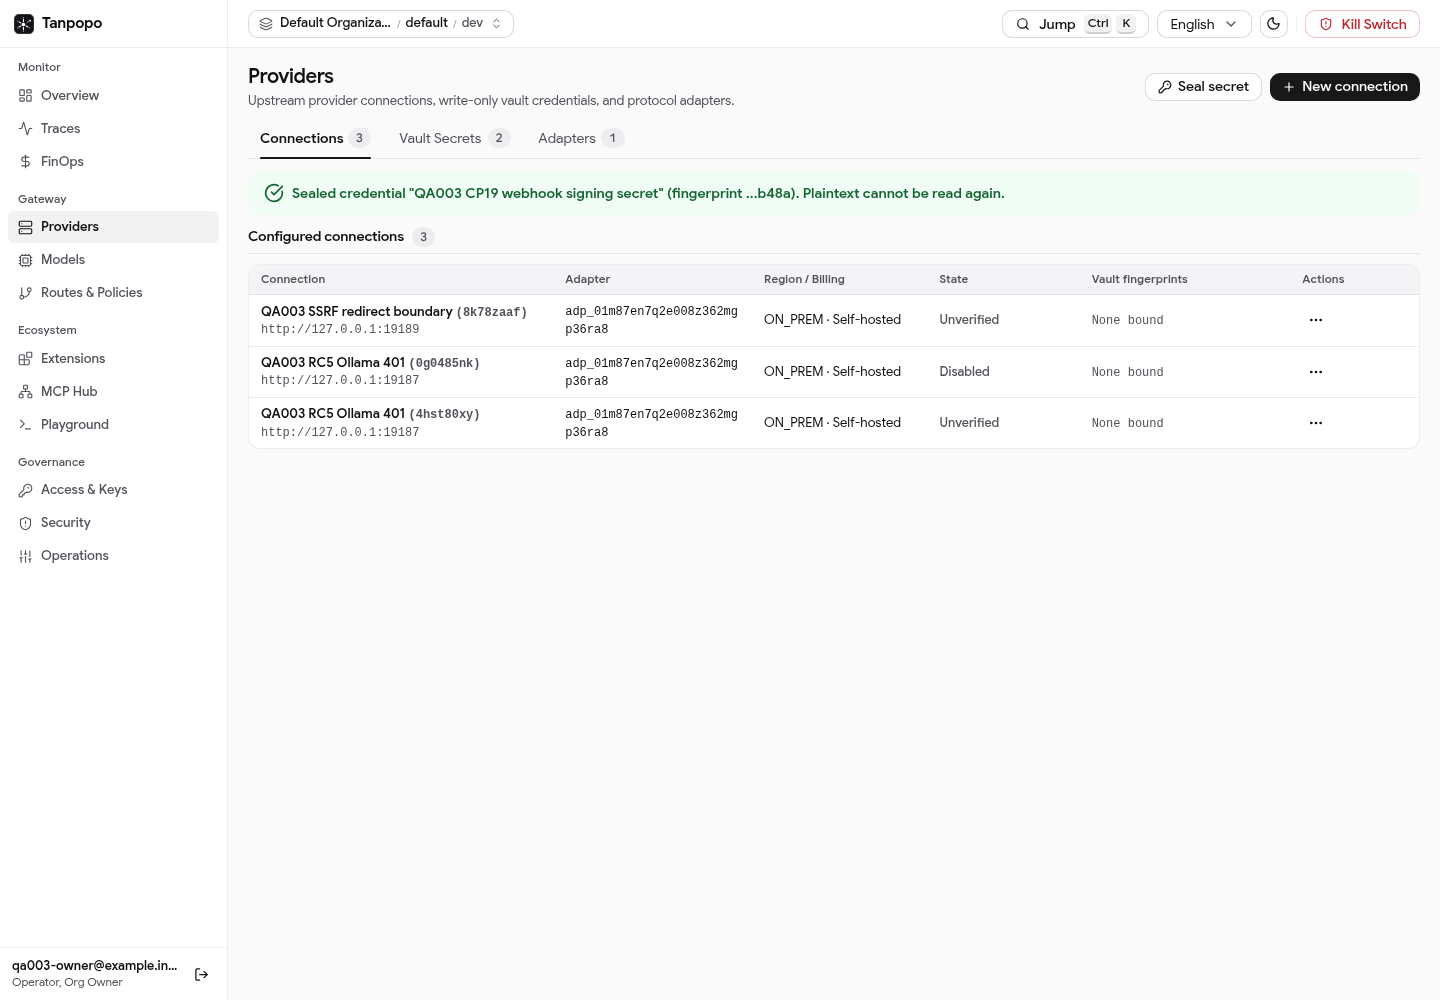 Tanpopo
Default Organiza... / default / dev
Jump Ctrl K
English
Kill Switch
Monitor
Overview
Traces
FinOps
Gateway
Providers
Models
Routes & Policies
Ecosystem
Extensions
MCP Hub
Playground
Governance
Access & Keys
Security
Operations
qa003-owner@example.in...
Operator, Org Owner
Providers
Upstream provider connections, write-only vault credentials, and protocol adapters.
Seal secret
New connection
Connections 3
Vault Secrets 2
Adapters 1
Sealed credential "QA003 CP19 webhook signing secret" (fingerprint ...b48a). Plaintext cannot be read again.
Configured connections 3
Connection Adapter Region / Billing State Vault fingerprints Actions
QA003 SSRF redirect boundary (8k78zaaf) adp_01m87en7q2e008z362mg ON_PREM · Self-hosted Unverified None bound
http://127.0.0.1:19189 p36ra8
QA003 RC5 Ollama 401 (0g0485nk) adp_01m87en7q2e008z362mg ON_PREM · Self-hosted Disabled None bound
http://127.0.0.1:19187 p36ra8
QA003 RC5 Ollama 401 (4hst80xy) adp_01m87en7q2e008z362mg ON_PREM · Self-hosted Unverified None bound
http://127.0.0.1:19187 p36ra8